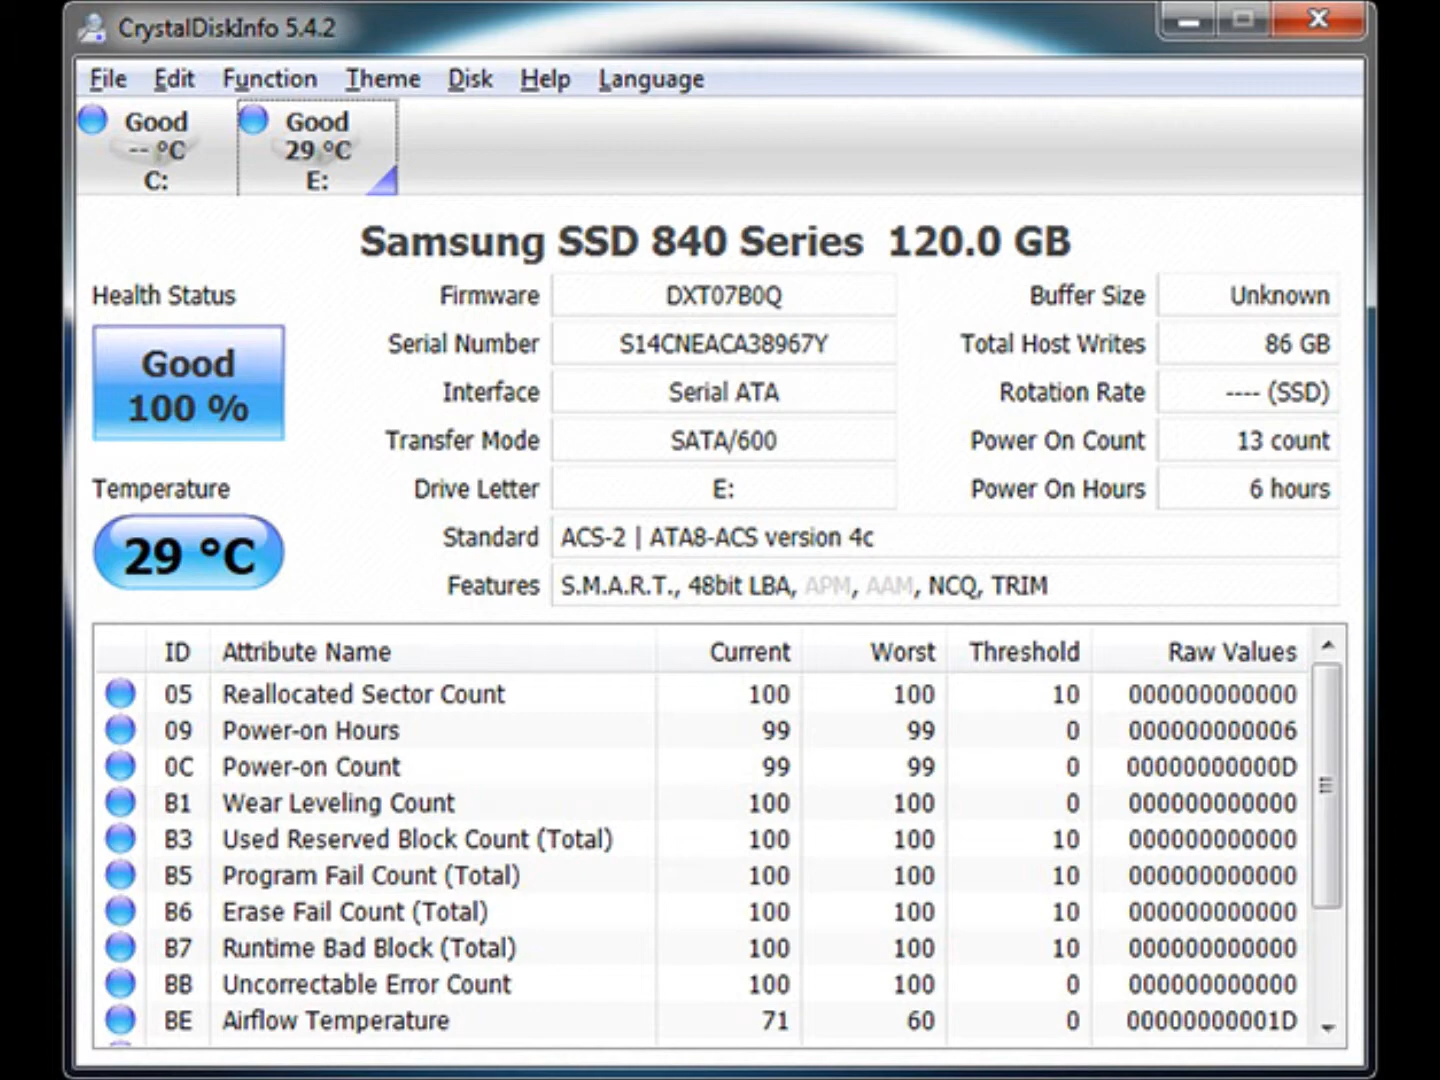 CrystalDiskInfo 5.4.2
File Edit Function Theme Disk Help Language
Good Good
-- °C 29 °C
C: E:
Samsung SSD 840 Series 120.0 GB
Health Status Firmware DXT07B0Q Buffer Size Unknown
Good Serial Number S14CNEACA38967Y Total Host Writes 86 GB
100 % Interface Serial ATA Rotation Rate ---- (SSD)
Transfer Mode SATA/600 Power On Count 13 count
Temperature Drive Letter E: Power On Hours 6 hours
29 °C Standard ACS-2 | ATA8-ACS version 4c
Features S.M.A.R.T., 48bit LBA, APM, AAM, NCQ, TRIM
ID Attribute Name Current Worst Threshold Raw Values
05 Reallocated Sector Count 100 100 10 000000000000
09 Power-on Hours 99 99 0 000000000006
0C Power-on Count 99 99 0 00000000000D
B1 Wear Leveling Count 100 100 0 000000000000
B3 Used Reserved Block Count (Total) 100 100 10 000000000000
B5 Program Fail Count (Total) 100 100 10 000000000000
B6 Erase Fail Count (Total) 100 100 10 000000000000
B7 Runtime Bad Block (Total) 100 100 10 000000000000
BB Uncorrectable Error Count 100 100 0 000000000000
BE Airflow Temperature 71 60 0 00000000001D